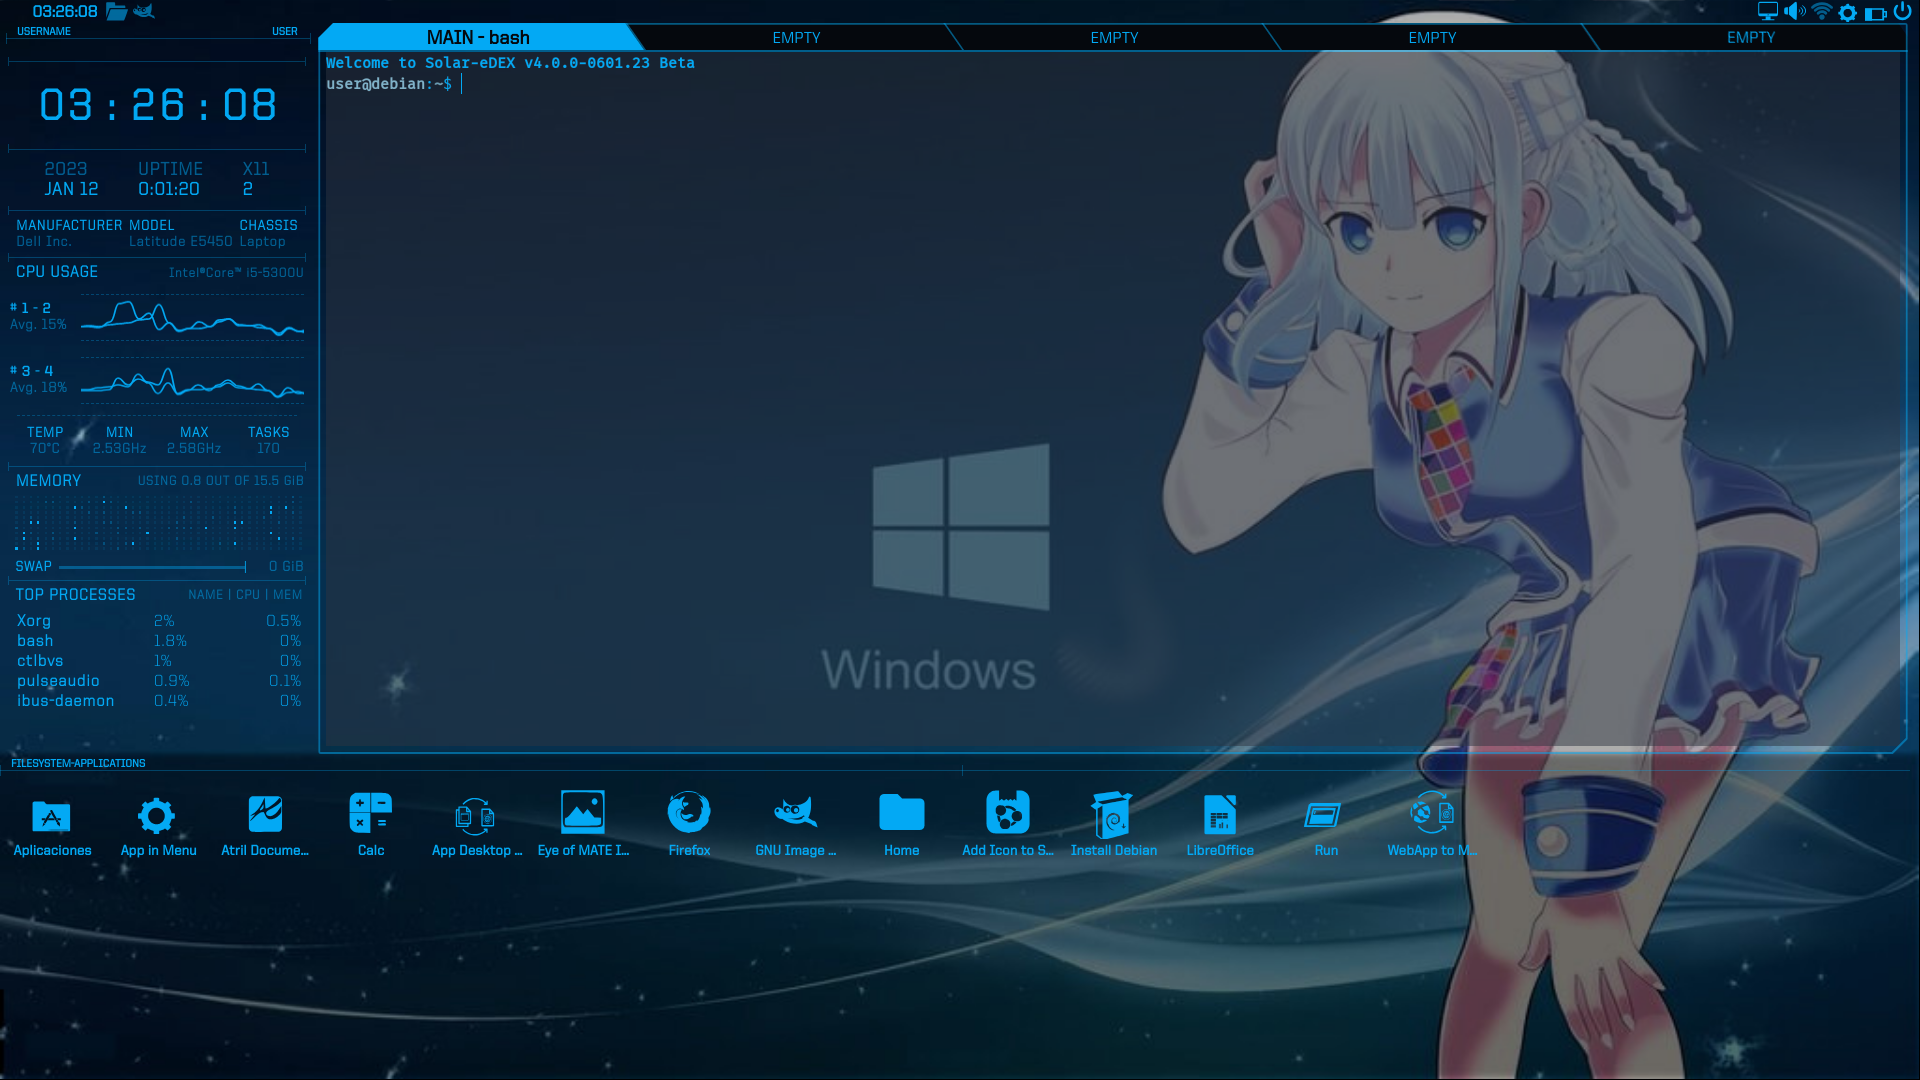 03:26:08
USERNAME USER
MAIN - bash
EMPTY
EMPTY
EMPTY
EMPTY
03:26:08
2023 UPTIME X11
JAN 12 0:01:20 2
MANUFACTURER MODEL CHASSIS
Dell Inc. Latitude E5450 Laptop
CPU USAGE Intel®Core™ i5-5300U
# 1 - 2
Avg. 15%
# 3 - 4
Avg. 18%
TEMP MIN MAX TASKS
70°C 2.53GHz 2.58GHz 170
MEMORY USING 0.8 OUT OF 15.5 GiB
SWAP 0 GiB
TOP PROCESSES NAME | CPU | MEM
Xorg 2% 0.5%
bash 1.8% 0%
ctlbvs 1% 0%
pulseaudio 0.9% 0.1%
ibus-daemon 0.4% 0%
Welcome to Solar-eDEX v4.0.0-0601.23 Beta
user@debian:~$
Windows
FILESYSTEM-APPLICATIONS
Aplicaciones
App in Menu
Atril Docume...
Calc
App Desktop ...
Eye of MATE I...
Firefox
GNU Image ...
Home
Add Icon to S...
Install Debian
LibreOffice
Run
WebApp to M...